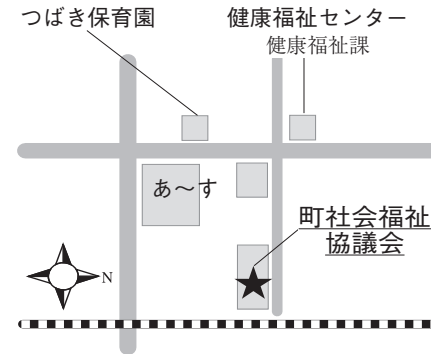 つばき保育園
健康福祉センター
健康福祉課
あ～す
町社会福祉
協議会
N